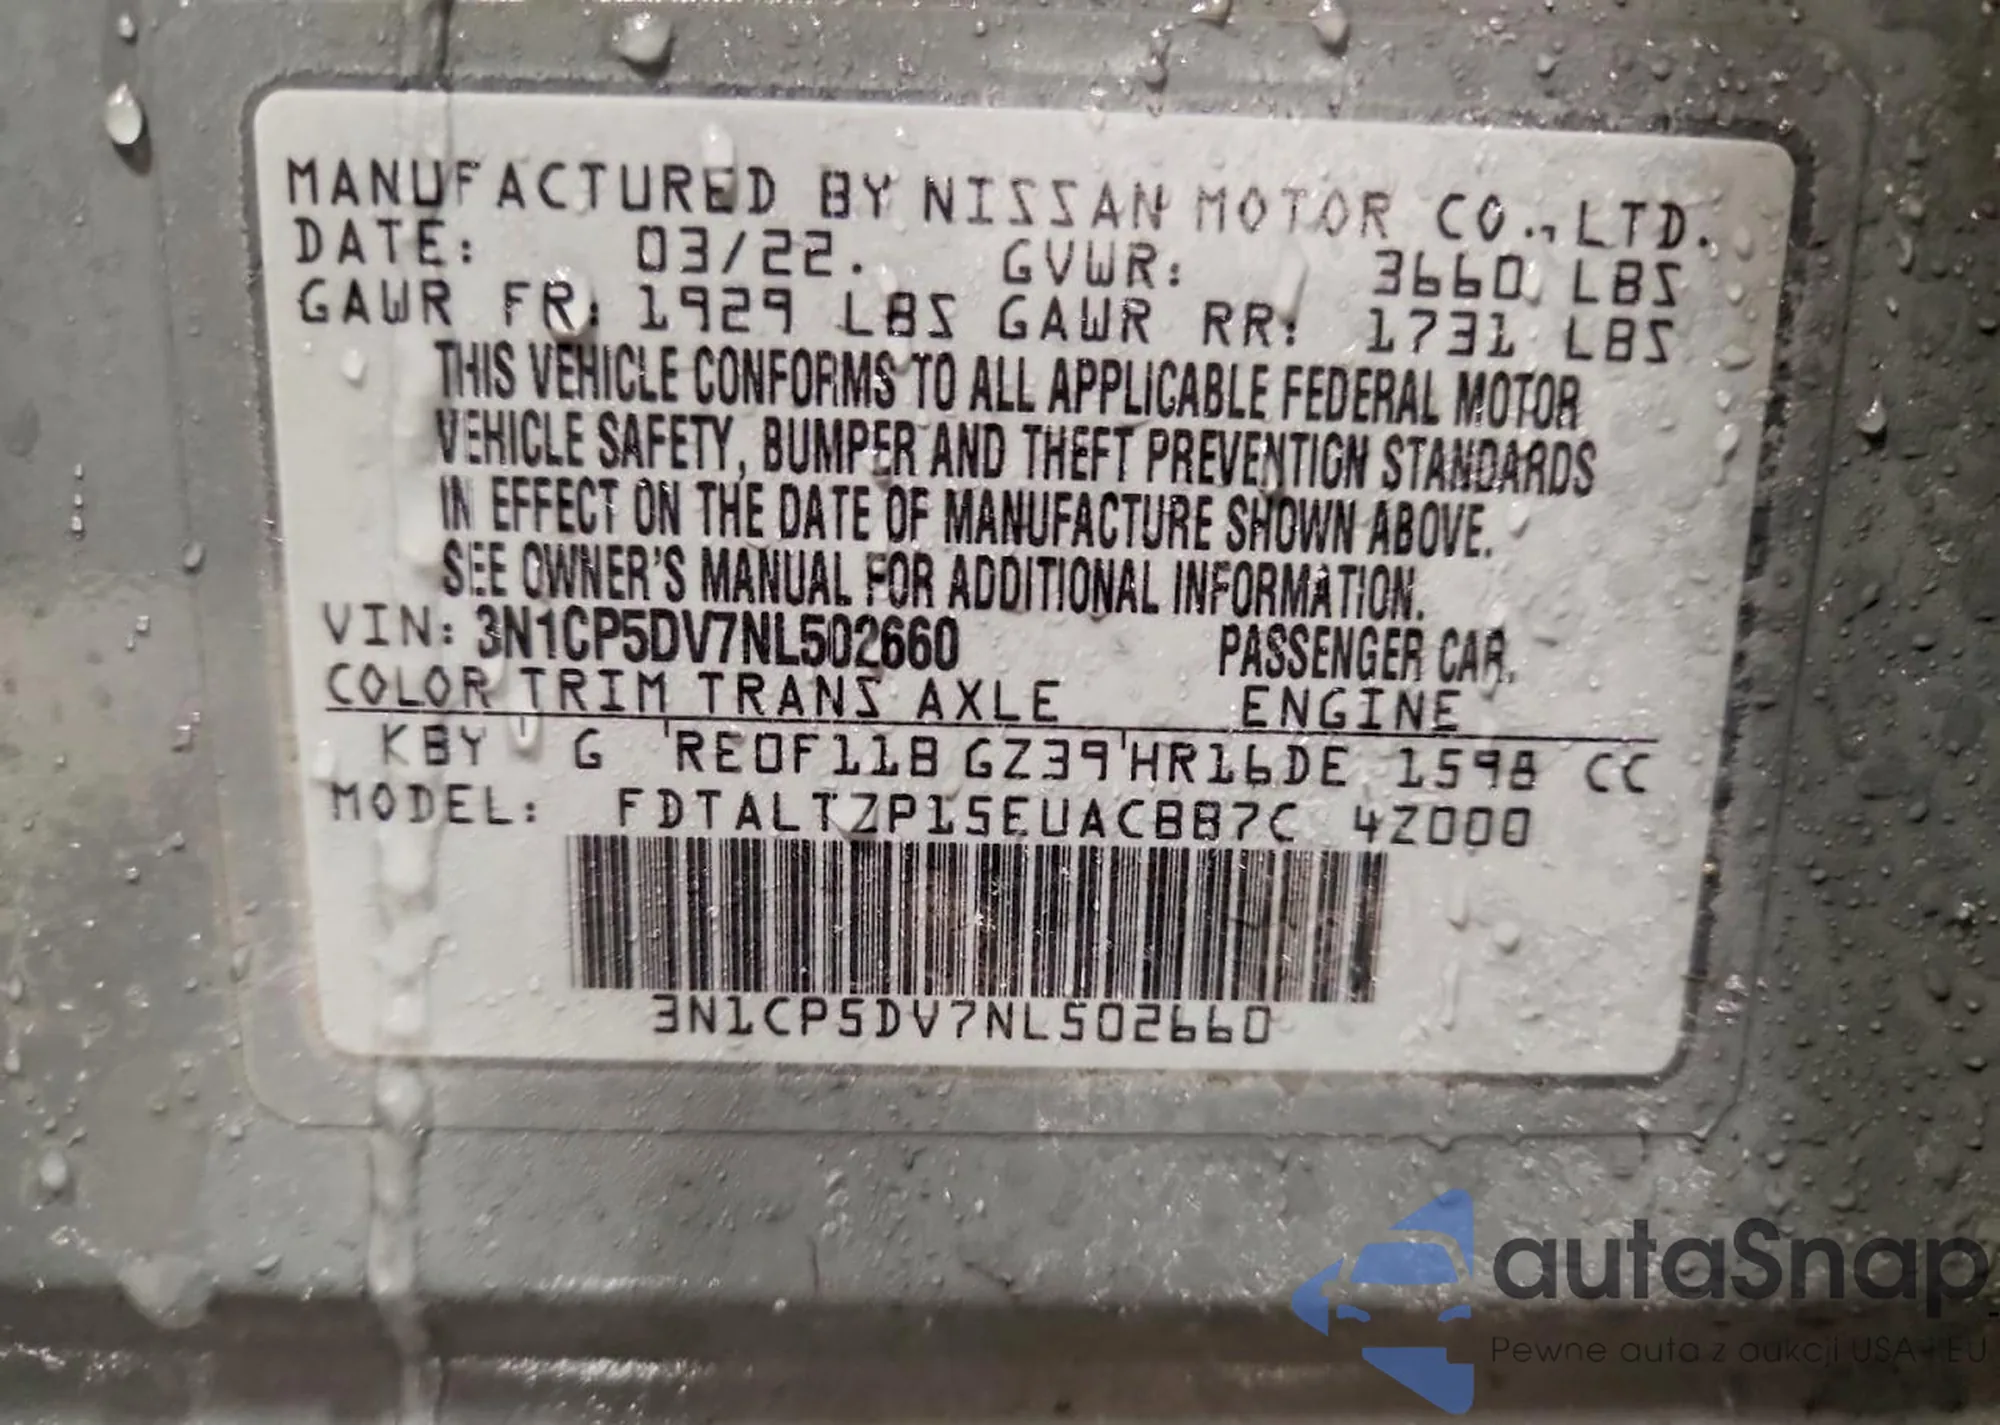 MANUFACTURED BY NISSAN MOTOR CO.,LTD.
DATE: 03/22. GVWR: 3660 LBS
GAWR FR: 1929 LBS GAWR RR: 1731 LBS
THIS VEHICLE CONFORMS TO ALL APPLICABLE FEDERAL MOTOR
VEHICLE SAFETY, BUMPER AND THEFT PREVENTION STANDARDS
IN EFFECT ON THE DATE OF MANUFACTURE SHOWN ABOVE.
SEE OWNER'S MANUAL FOR ADDITIONAL INFORMATION.
VIN: 3N1CP5DV7NL502660 PASSENGER CAR.
COLOR TRIM TRANS AXLE ENGINE
KBY G RE0F11B GZ39 HR16DE 1598 CC
MODEL: FDTALTZP15EUACBB7C 4Z000
3N1CP5DV7NL502660
autaSnap
Pewne auta z aukcji USA i EU